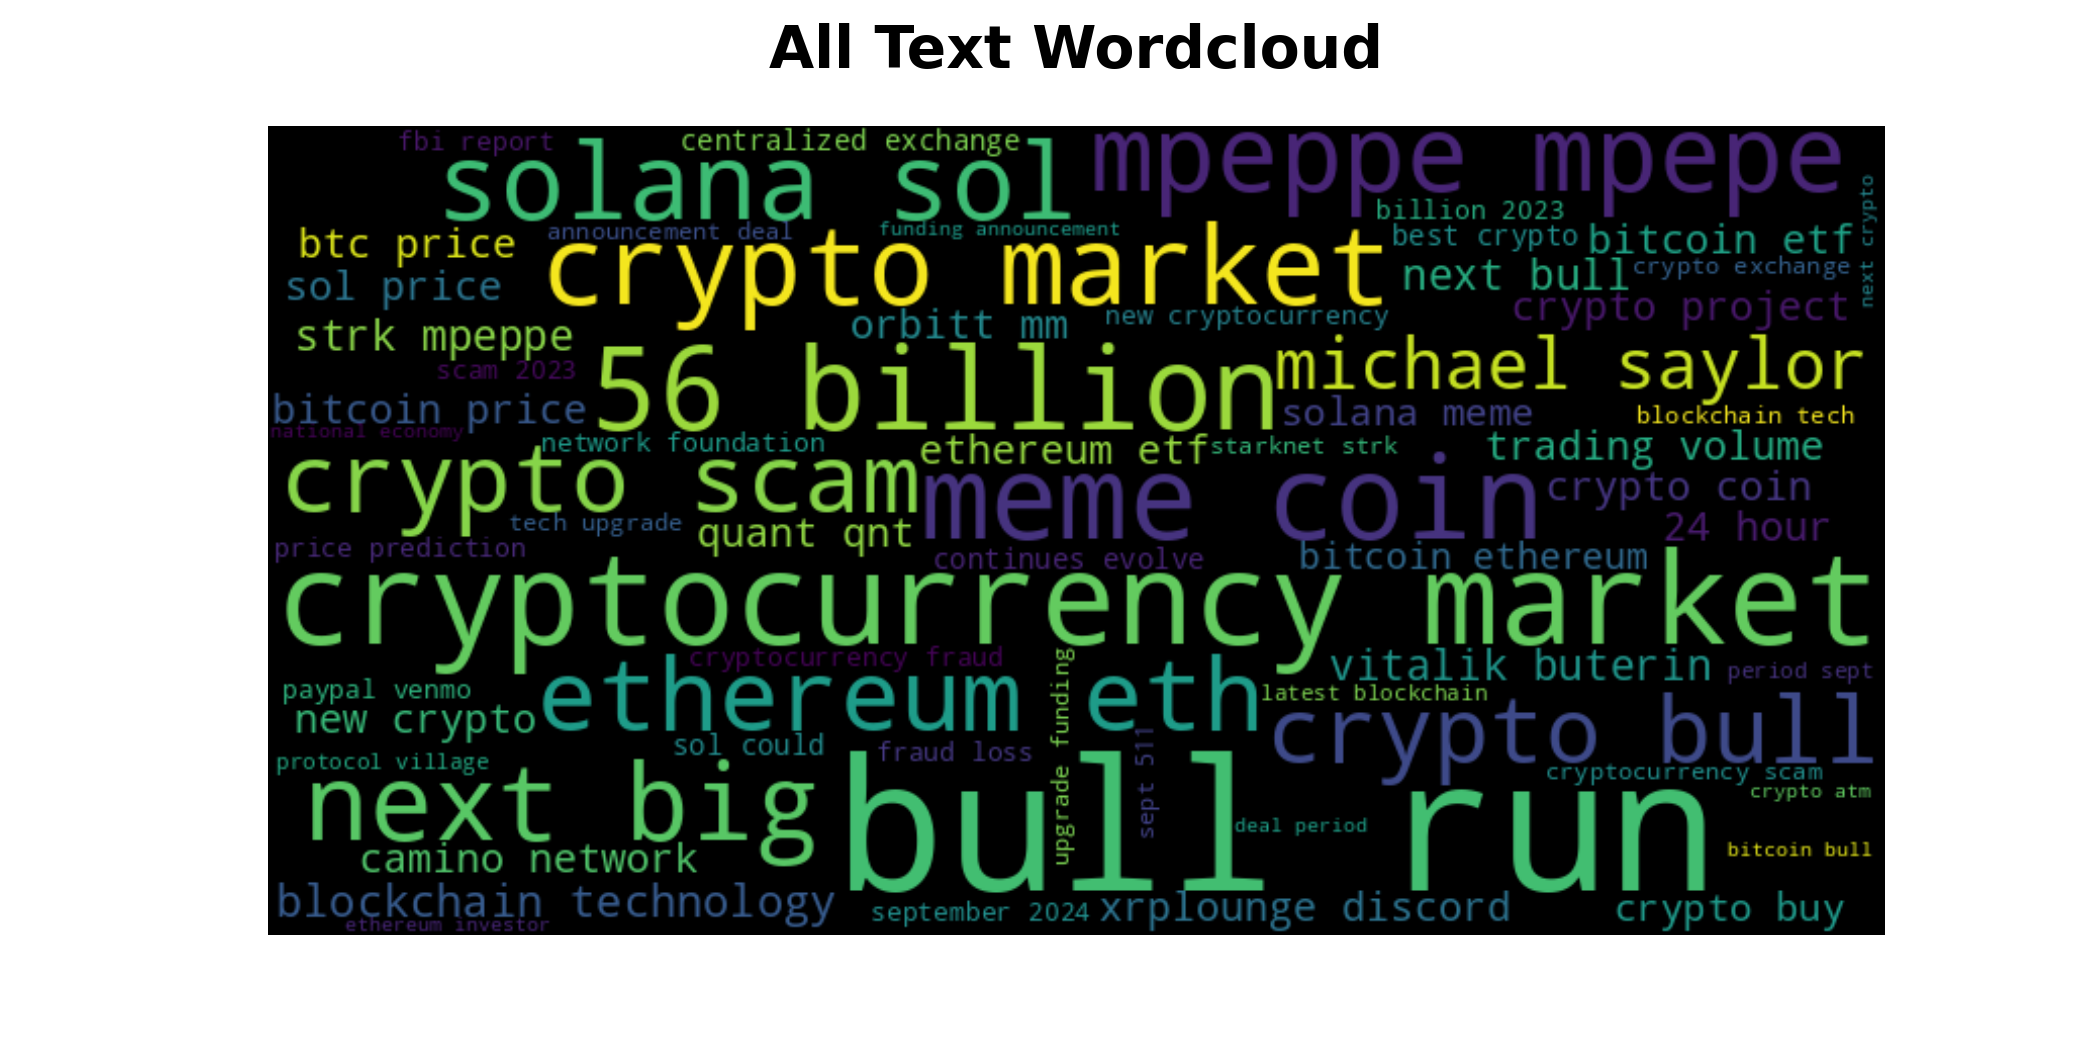 All Text Wordcloud
fbi report
centralized exchange
mpeppe mpepe
solana sol
next crypto
billion 2023
btc price
announcement deal
funding announcement
best crypto
bitcoin etf
crypto market
next bull
crypto exchange
sol price
crypto project
strk mpeppe
orbitt mm
new cryptocurrency
scam 2023
56 billion
michael saylor
bitcoin price
solana meme
blockchain tech
national economy
network foundation
ethereum etf
starknet strk
trading volume
crypto scam
meme coin
crypto coin
tech upgrade
quant qnt
24 hour
price prediction
continues evolve
bitcoin ethereum
cryptocurrency market
cryptocurrency fraud
vitalik buterin
period sept
paypal venmo
ethereum eth
latest blockchain
new crypto
upgrade funding
crypto bull
sol could
fraud loss
sept 511
protocol village
cryptocurrency scam
next big
bull run
crypto atm
deal period
camino network
bitcoin bull
blockchain technology
september 2024
xrplounge discord
crypto buy
ethereum investor